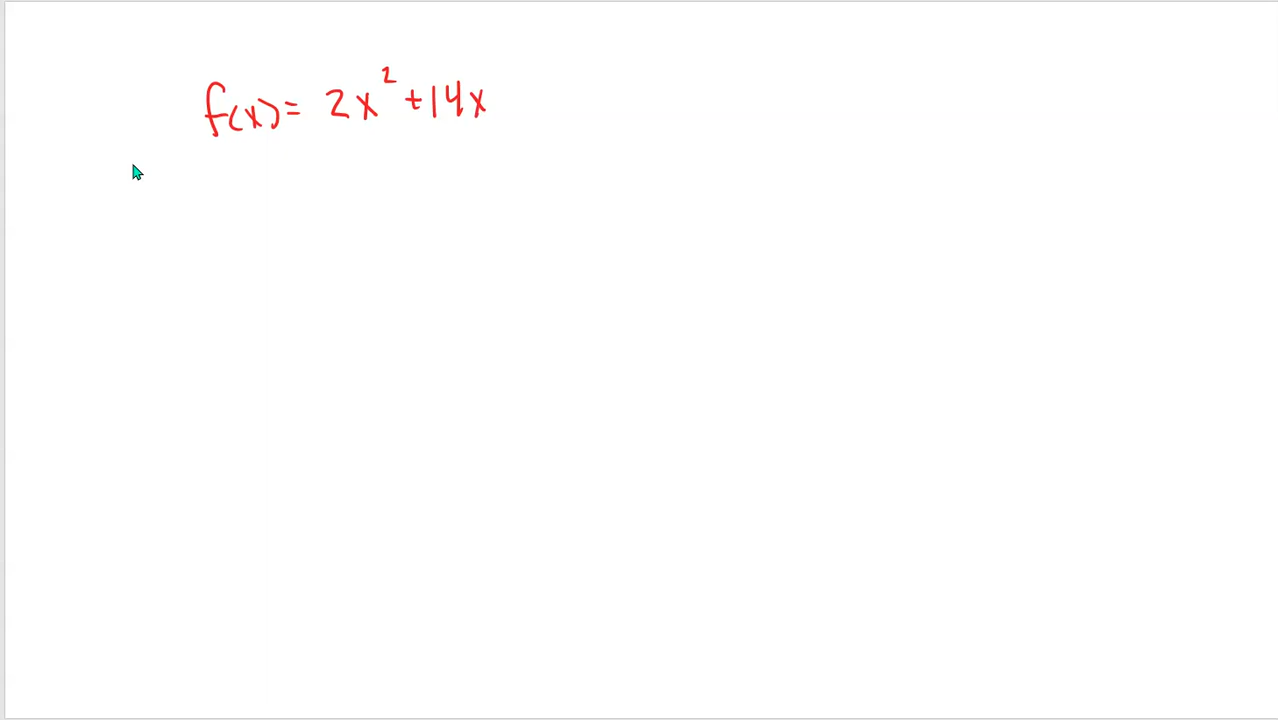 f(x) = 2x² + 14x